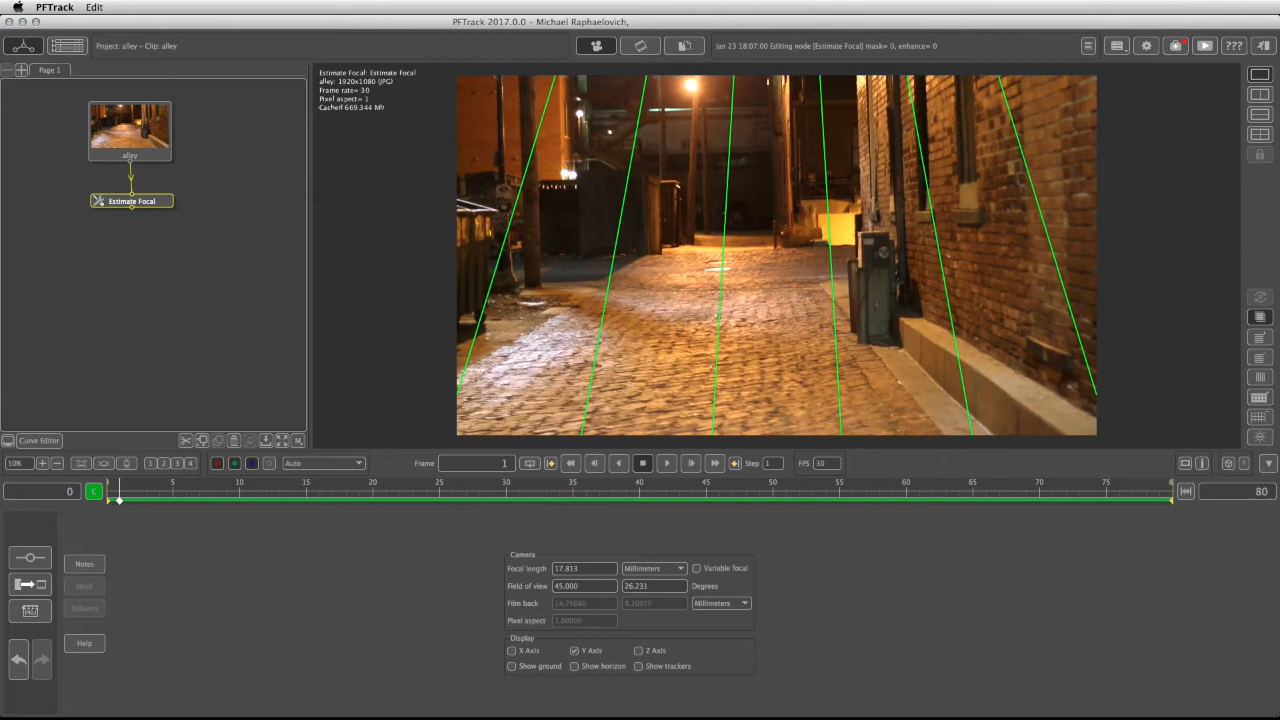 PFTrack Edit
PFTrack 2017.0.0 - Michael Raphaelovich,
Project: alley - Clip: alley
Jan 23 18:07:00 Editing node [Estimate Focal] mask= 0, enhance= 0
???
Page 1
Estimate Focal: Estimate Focal
alley: 1920x1080 (JPG)
Frame rate= 30
Pixel aspect= 1
Cached 669.344 Mb
alley
Estimate Focal
Curve Editor
M
50%
1 2 3 4
Auto
Frame 1
Step 1
FPS 30
0
C
5 10 15 20 25 30 35 40 45 50 55 60 65 70 75 8
80
Notes
Mask
Enhance
Help
Camera
Focal length 17.813 Millimeters Variable focal
Field of view 45.000 26.231 Degrees
Film back 14.75680 8.30070 Millimeters
Pixel aspect 1.00000
Display
X Axis Y Axis Z Axis
Show ground Show horizon Show trackers